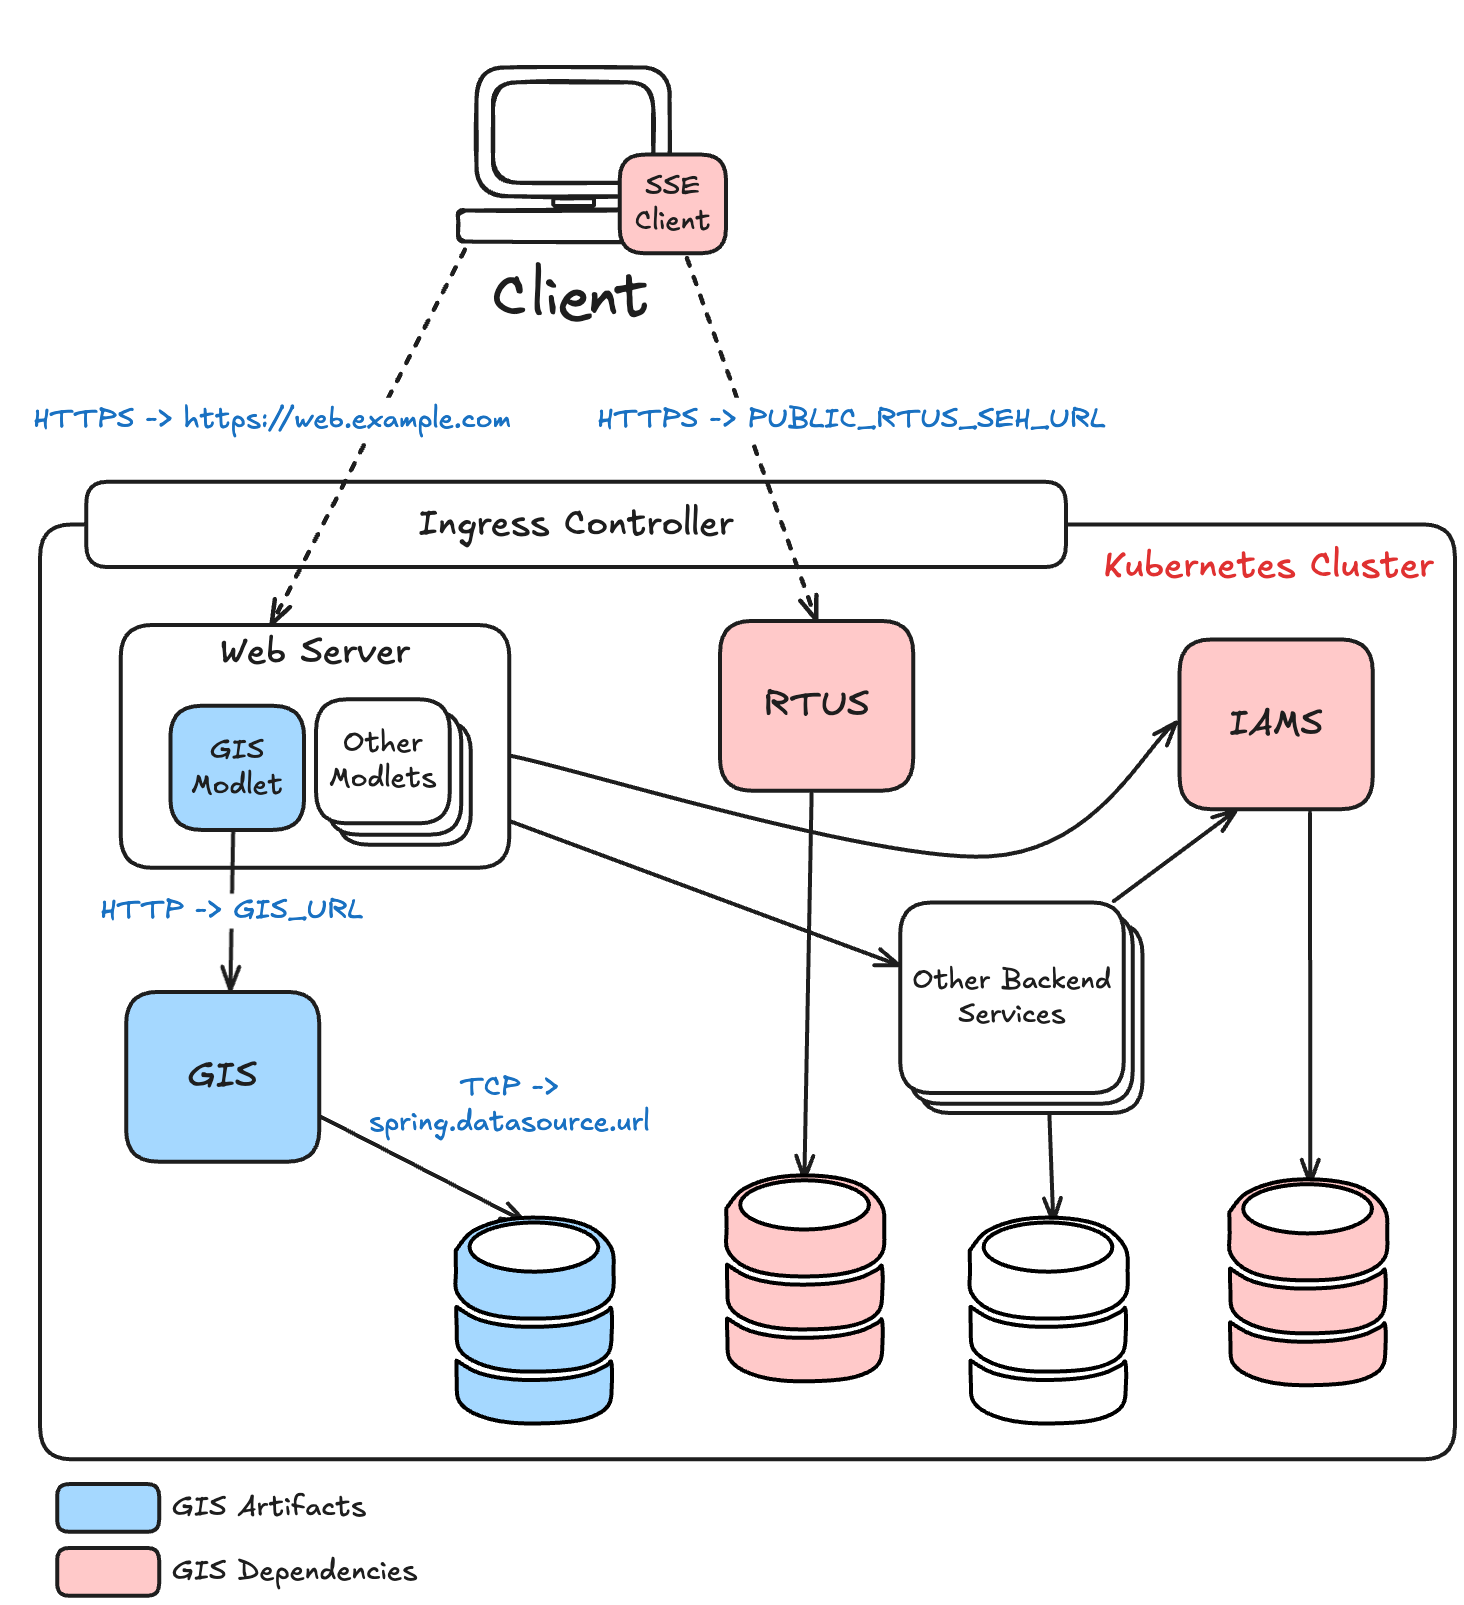 SSE
Client
Client
HTTPS -> https://web.example.com
HTTPS -> PUBLIC_RTUS_SEH_URL
Ingress Controller
Kubernetes Cluster
Web Server
GIS
Modlet
Other
Modlets
RTUS
IAMS
HTTP -> GIS_URL
Other Backend
Services
GIS
TCP ->
spring.datasource.url
GIS Artifacts
GIS Dependencies